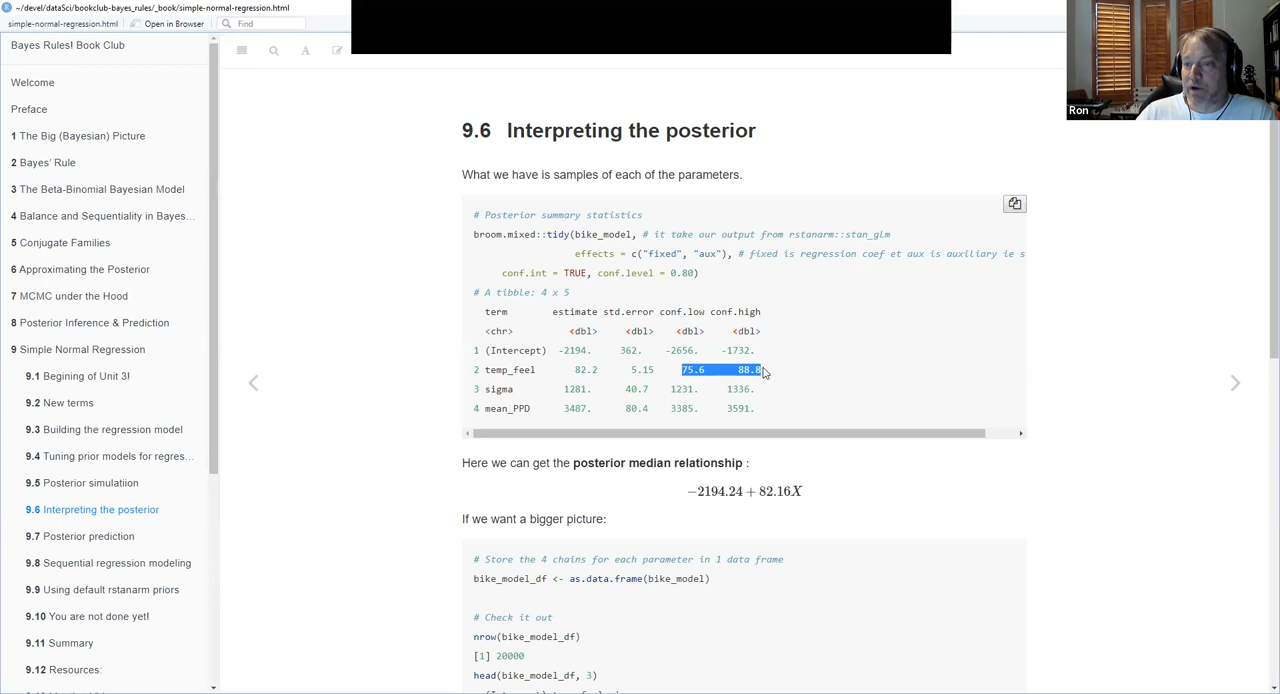 ~/devel/dataSci/bookclub-bayes_rules/_book/simple-normal-regression.html
simple-normal-regression.html
Open in Browser
Find
Bayes Rules! Book Club
Welcome
Preface
1 The Big (Bayesian) Picture
2 Bayes' Rule
3 The Beta-Binomial Bayesian Model
4 Balance and Sequentiality in Bayes...
5 Conjugate Families
6 Approximating the Posterior
7 MCMC under the Hood
8 Posterior Inference & Prediction
9 Simple Normal Regression
9.1 Begining of Unit 3!
9.2 New terms
9.3 Building the regression model
9.4 Tuning prior models for regres...
9.5 Posterior simulatiion
9.6 Interpreting the posterior
9.7 Posterior prediction
9.8 Sequential regression modeling
9.9 Using default rstanarm priors
9.10 You are not done yet!
9.11 Summary
9.12 Resources:
A
9.6 Interpreting the posterior
What we have is samples of each of the parameters.
# Posterior summary statistics
broom.mixed::tidy(bike_model, # it take our output from rstanarm::stan_glm
effects = c("fixed", "aux"), # fixed is regression coef et aux is auxiliary ie s
conf.int = TRUE, conf.level = 0.80)
# A tibble: 4 x 5
term estimate std.error conf.low conf.high
<chr> <dbl> <dbl> <dbl> <dbl>
1 (Intercept) -2194. 362. -2656. -1732.
2 temp_feel 82.2 5.15 75.6 88.8
3 sigma 1281. 40.7 1231. 1336.
4 mean_PPD 3487. 80.4 3385. 3591.
Here we can get the posterior median relationship :
−2194.24 + 82.16X
If we want a bigger picture:
# Store the 4 chains for each parameter in 1 data frame
bike_model_df <- as.data.frame(bike_model)
# Check it out
nrow(bike_model_df)
[1] 20000
head(bike_model_df, 3)
Ron